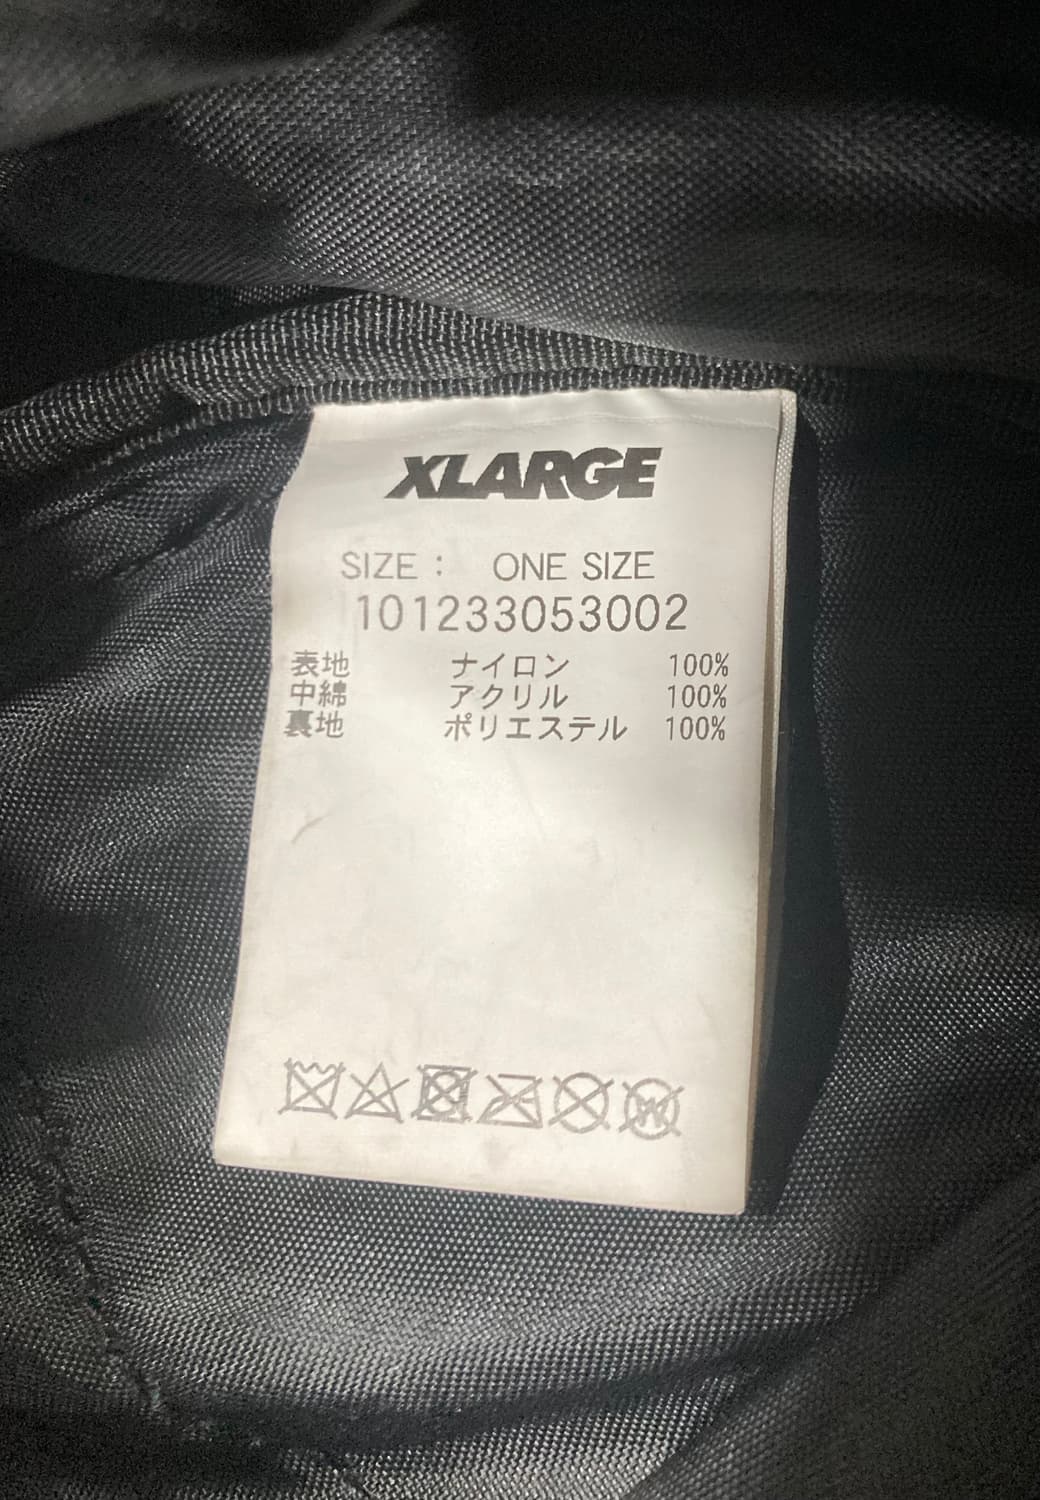 XLARGE
SIZE： ONE SIZE
101233053002
表地 ナイロン 100%
中綿 アクリル 100%
裏地 ポリエステル 100%